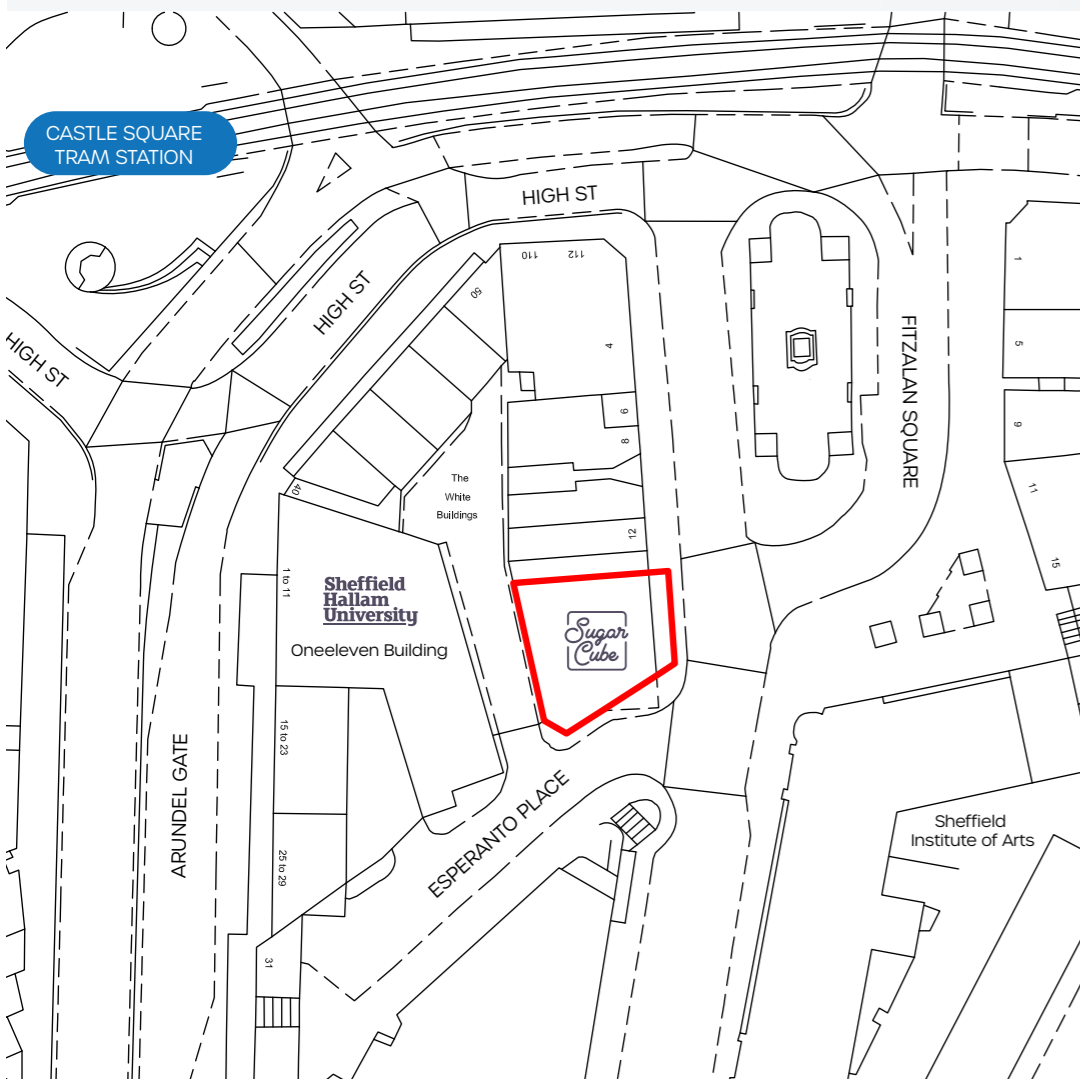 CASTLE SQUARE
TRAM STATION
HIGH ST
HIGH ST
HIGH ST
110
112
50
4
6
8
12
40
The
White
Buildings
FITZALAN SQUARE
1
5
9
11
15
1 to 11
Sheffield
Hallam
University
Oneeleven Building
Sugar
Cube
15 to 23
25 to 29
31
ARUNDEL GATE
ESPERANTO PLACE
Sheffield
Institute of Arts